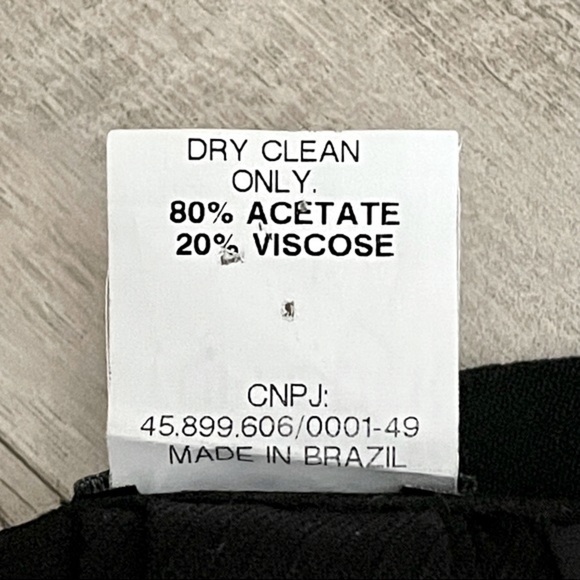 DRY CLEAN
ONLY.
80% ACETATE
20% VISCOSE
CNPJ:
45.899.606/0001-49
MADE IN BRAZIL